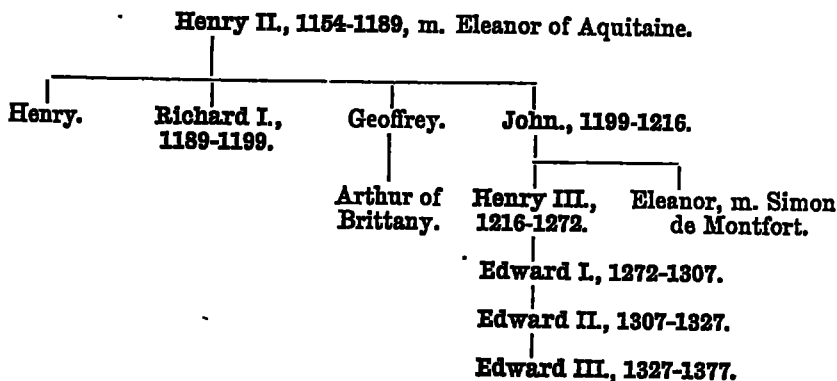 Henry II., 1154-1189, m. Eleanor of Aquitaine.
Henry. Richard I., Geoffrey. John., 1199-1216.
1189-1199.
Arthur of Henry III., Eleanor, m. Simon
Brittany. 1216-1272. de Montfort.
Edward I., 1272-1307.
Edward II., 1307-1327.
Edward III., 1327-1377.